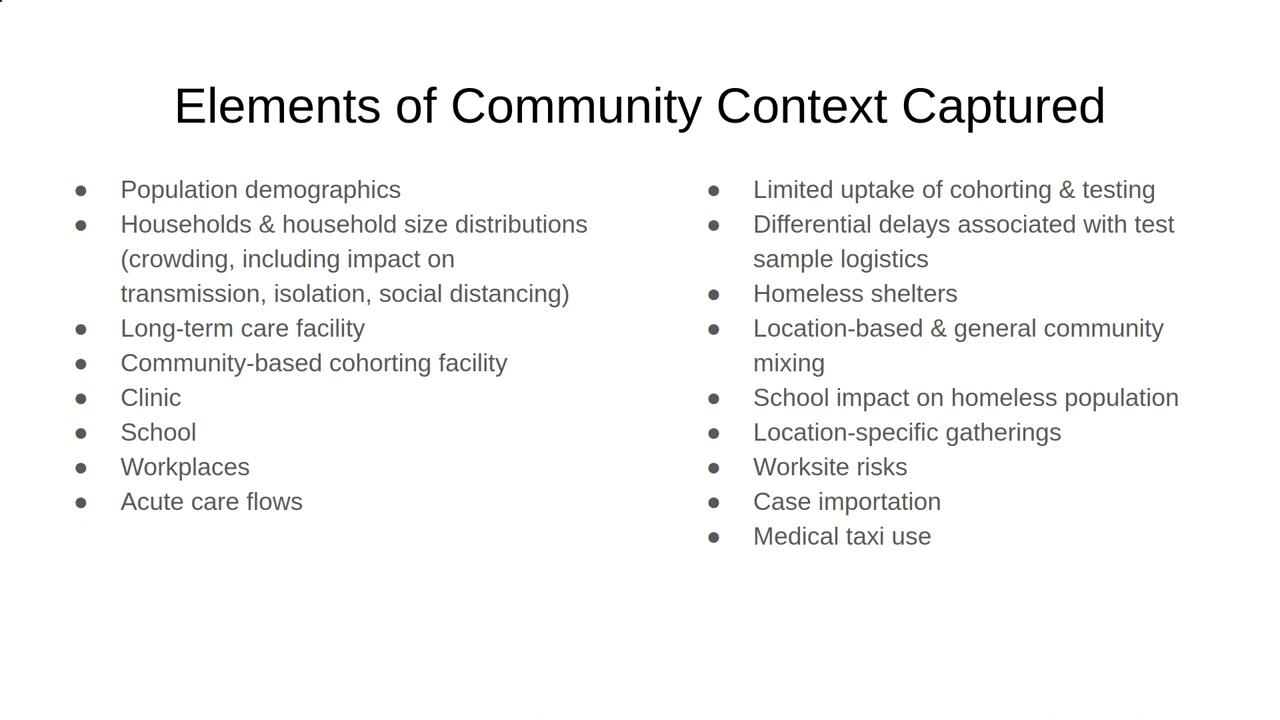 Elements of Community Context Captured
● Population demographics
● Households & household size distributions
(crowding, including impact on
transmission, isolation, social distancing)
● Long-term care facility
● Community-based cohorting facility
● Clinic
● School
● Workplaces
● Acute care flows
● Limited uptake of cohorting & testing
● Differential delays associated with test
sample logistics
● Homeless shelters
● Location-based & general community
mixing
● School impact on homeless population
● Location-specific gatherings
● Worksite risks
● Case importation
● Medical taxi use